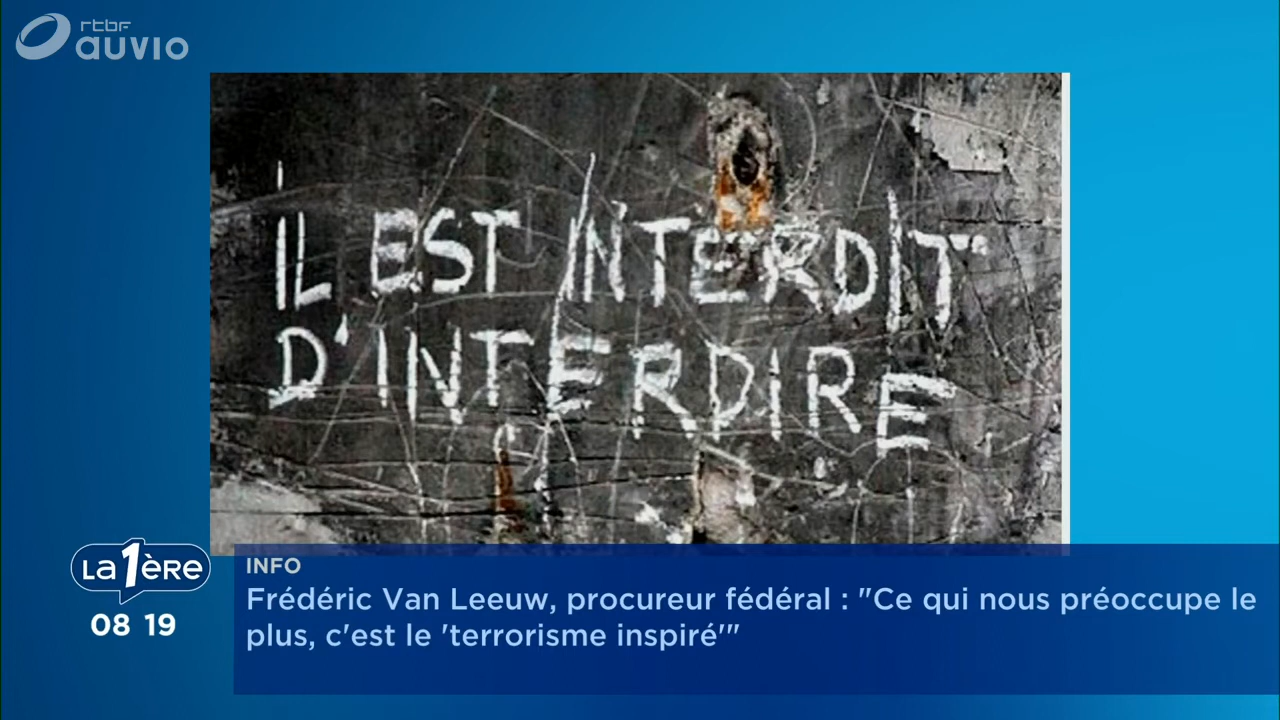 rtbf
auvio
IL EST INTERDIT
D'INTERDIRE
LA 1ÈRE
08 19
INFO
Frédéric Van Leeuw, procureur fédéral : "Ce qui nous préoccupe le
plus, c'est le 'terrorisme inspiré'"